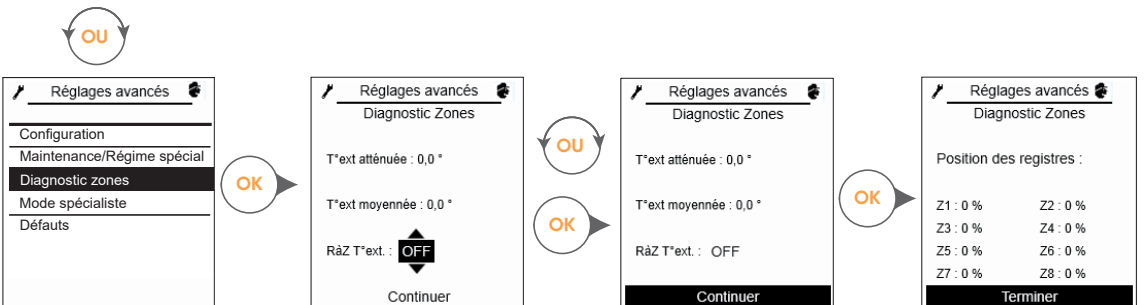 OU
Réglages avancés
Configuration
Maintenance/Régime spécial
Diagnostic zones
Mode spécialiste
Défauts
OK
Réglages avancés
Diagnostic Zones
T°ext atténuée : 0,0 °
T°ext moyennée : 0,0 °
RàZ T°ext. : OFF
Continuer
OU
OK
Réglages avancés
Diagnostic Zones
T°ext atténuée : 0,0 °
T°ext moyennée : 0,0 °
RàZ T°ext. : OFF
Continuer
OK
Réglages avancés
Diagnostic Zones
Position des registres :
Z1 : 0 % Z2 : 0 %
Z3 : 0 % Z4 : 0 %
Z5 : 0 % Z6 : 0 %
Z7 : 0 % Z8 : 0 %
Terminer